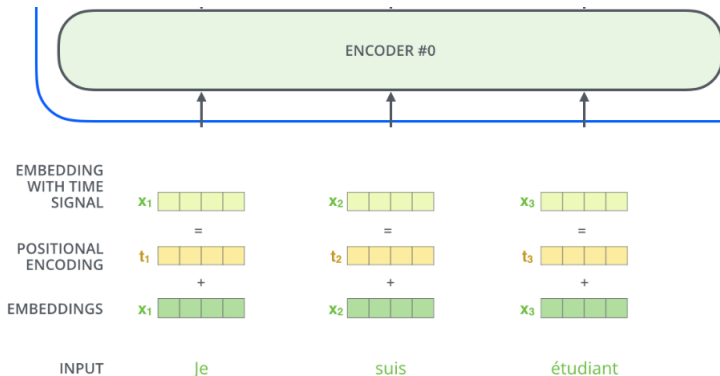 ENCODER #0
EMBEDDING
WITH TIME
SIGNAL
x₁ x₂ x₃
= = =
POSITIONAL
ENCODING
t₁ t₂ t₃
+ + +
EMBEDDINGS x₁ x₂ x₃
INPUT Je suis étudiant